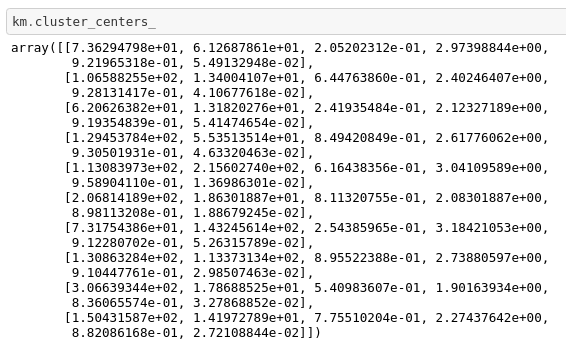 km.cluster_centers_
array([[7.36294798e+01, 6.12687861e+01, 2.05202312e-01, 2.97398844e+00,
9.21965318e-01, 5.49132948e-02],
[1.06588255e+02, 1.34004107e+01, 6.44763860e-01, 2.40246407e+00,
9.28131417e-01, 4.10677618e-02],
[6.20626382e+01, 1.31820276e+01, 2.41935484e-01, 2.12327189e+00,
9.19354839e-01, 5.41474654e-02],
[1.29453784e+02, 5.53513514e+01, 8.49420849e-01, 2.61776062e+00,
9.30501931e-01, 4.63320463e-02],
[1.13083973e+02, 2.15602740e+02, 6.16438356e-01, 3.04109589e+00,
9.58904110e-01, 1.36986301e-02],
[2.06814189e+02, 1.86301887e+01, 8.11320755e-01, 2.08301887e+00,
8.98113208e-01, 1.88679245e-02],
[7.31754386e+01, 1.43245614e+02, 2.54385965e-01, 3.18421053e+00,
9.12280702e-01, 5.26315789e-02],
[1.30863284e+02, 1.13373134e+02, 8.95522388e-01, 2.73880597e+00,
9.10447761e-01, 2.98507463e-02],
[3.06639344e+02, 1.78688525e+01, 5.40983607e-01, 1.90163934e+00,
8.36065574e-01, 3.27868852e-02],
[1.50431587e+02, 1.41972789e+01, 7.75510204e-01, 2.27437642e+00,
8.82086168e-01, 2.72108844e-02]])